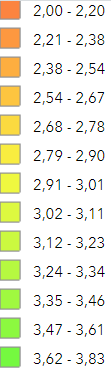 2,00 - 2,20
2,21 - 2,38
2,38 - 2,54
2,54 - 2,67
2,68 - 2,78
2,79 - 2,90
2,91 - 3,01
3,02 - 3,11
3,12 - 3,23
3,24 - 3,34
3,35 - 3,46
3,47 - 3,61
3,62 - 3,83